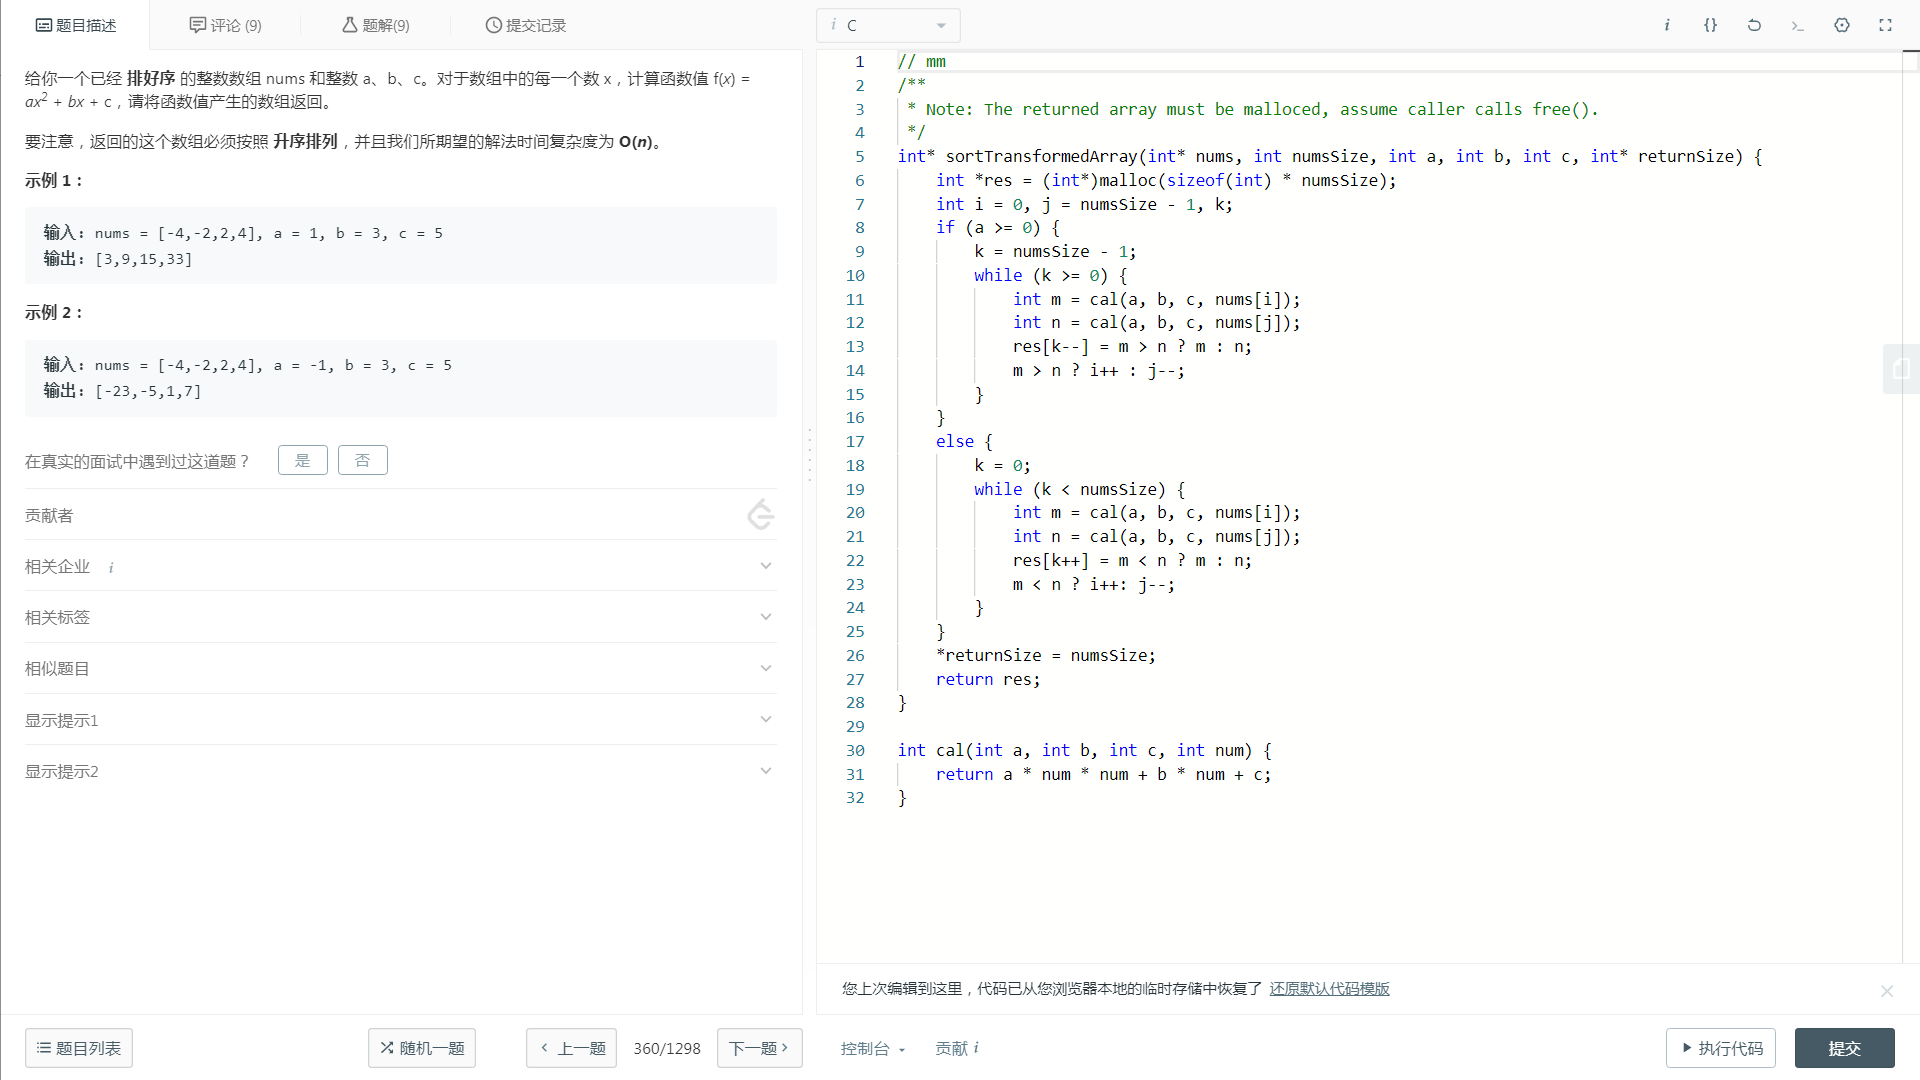 题目描述
评论 (9)
题解(9)
提交记录
给你一个已经 排好序 的整数数组 nums 和整数 a、b、c。对于数组中的每一个数 x，计算函数值 f(x) =
ax² + bx + c，请将函数值产生的数组返回。
要注意，返回的这个数组必须按照 升序排列，并且我们所期望的解法时间复杂度为 O(n)。
示例 1：
输入: nums = [-4,-2,2,4], a = 1, b = 3, c = 5
输出: [3,9,15,33]
示例 2：
输入: nums = [-4,-2,2,4], a = -1, b = 3, c = 5
输出: [-23,-5,1,7]
在真实的面试中遇到过这道题？ 是 否
贡献者
相关企业 i
相关标签
相似题目
显示提示1
显示提示2
题目列表
随机一题
上一题
360/1298
下一题
i C
i {}
1 // mm
2 /**
3  * Note: The returned array must be malloced, assume caller calls free().
4  */
5 int* sortTransformedArray(int* nums, int numsSize, int a, int b, int c, int* returnSize) {
6     int *res = (int*)malloc(sizeof(int) * numsSize);
7     int i = 0, j = numsSize - 1, k;
8     if (a >= 0) {
9         k = numsSize - 1;
10         while (k >= 0) {
11             int m = cal(a, b, c, nums[i]);
12             int n = cal(a, b, c, nums[j]);
13             res[k--] = m > n ? m : n;
14             m > n ? i++ : j--;
15         }
16     }
17     else {
18         k = 0;
19         while (k < numsSize) {
20             int m = cal(a, b, c, nums[i]);
21             int n = cal(a, b, c, nums[j]);
22             res[k++] = m < n ? m : n;
23             m < n ? i++: j--;
24         }
25     }
26     *returnSize = numsSize;
27     return res;
28 }
29
30 int cal(int a, int b, int c, int num) {
31     return a * num * num + b * num + c;
32 }
您上次编辑到这里，代码已从您浏览器本地的临时存储中恢复了 还原默认代码模版
控制台
贡献 i
执行代码
提交